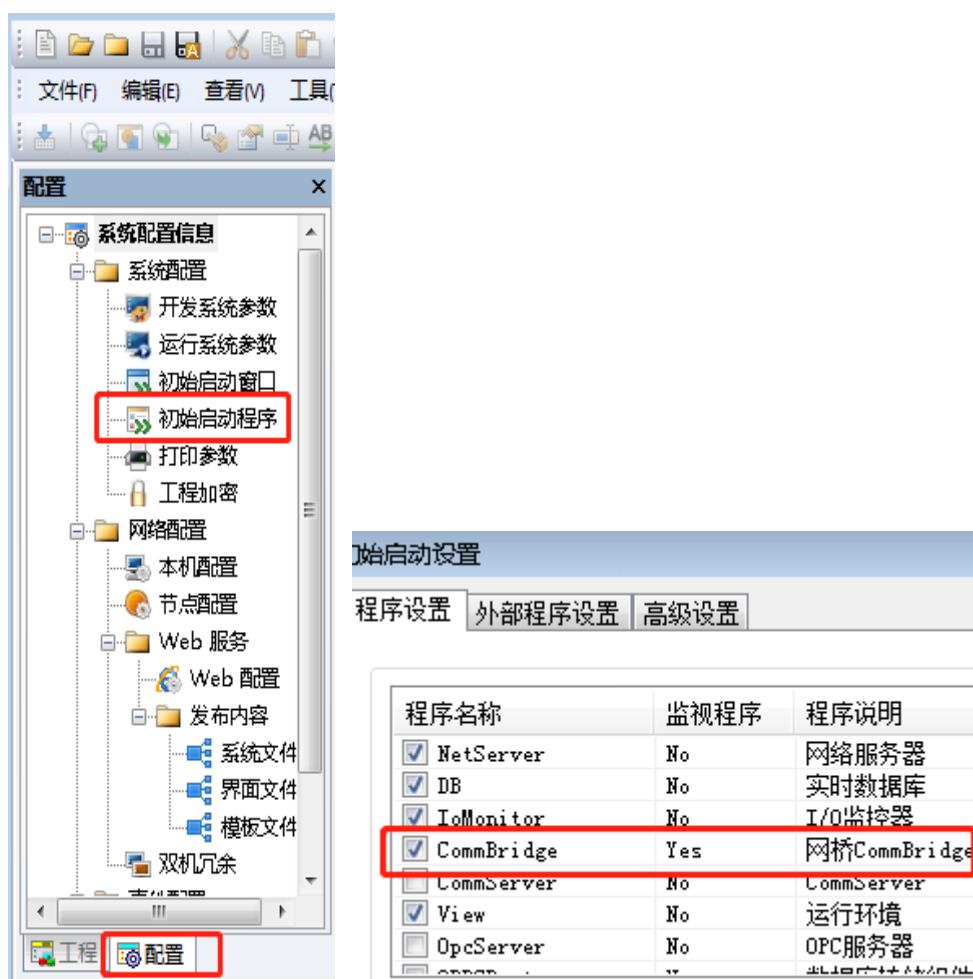 文件(F) 编辑(E) 查看(V) 工具(
AB
配置
系统配置信息
系统配置
开发系统参数
运行系统参数
初始启动窗口
初始启动程序
打印参数
工程加密
网络配置
本机配置
节点配置
Web 服务
Web 配置
发布内容
系统文件
界面文件
模板文件
双机冗余
工程 配置
始启动设置
程序设置 外部程序设置 高级设置
程序名称 监视程序 程序说明
NetServer No 网络服务器
DB No 实时数据库
IoMonitor No I/O监控器
CommBridge Yes 网桥CommBridge
CommServer No CommServer
View No 运行环境
OpcServer No OPC服务器